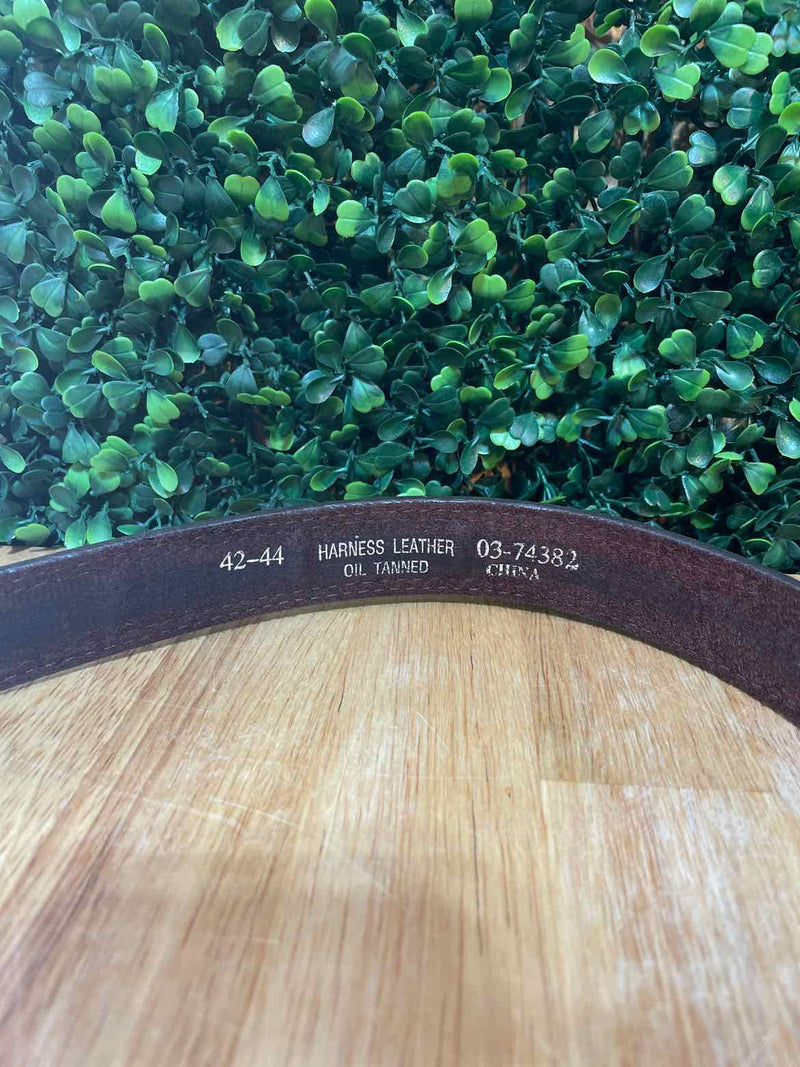 42-44 HARNESS LEATHER 03-74382
OIL TANNED CHINA